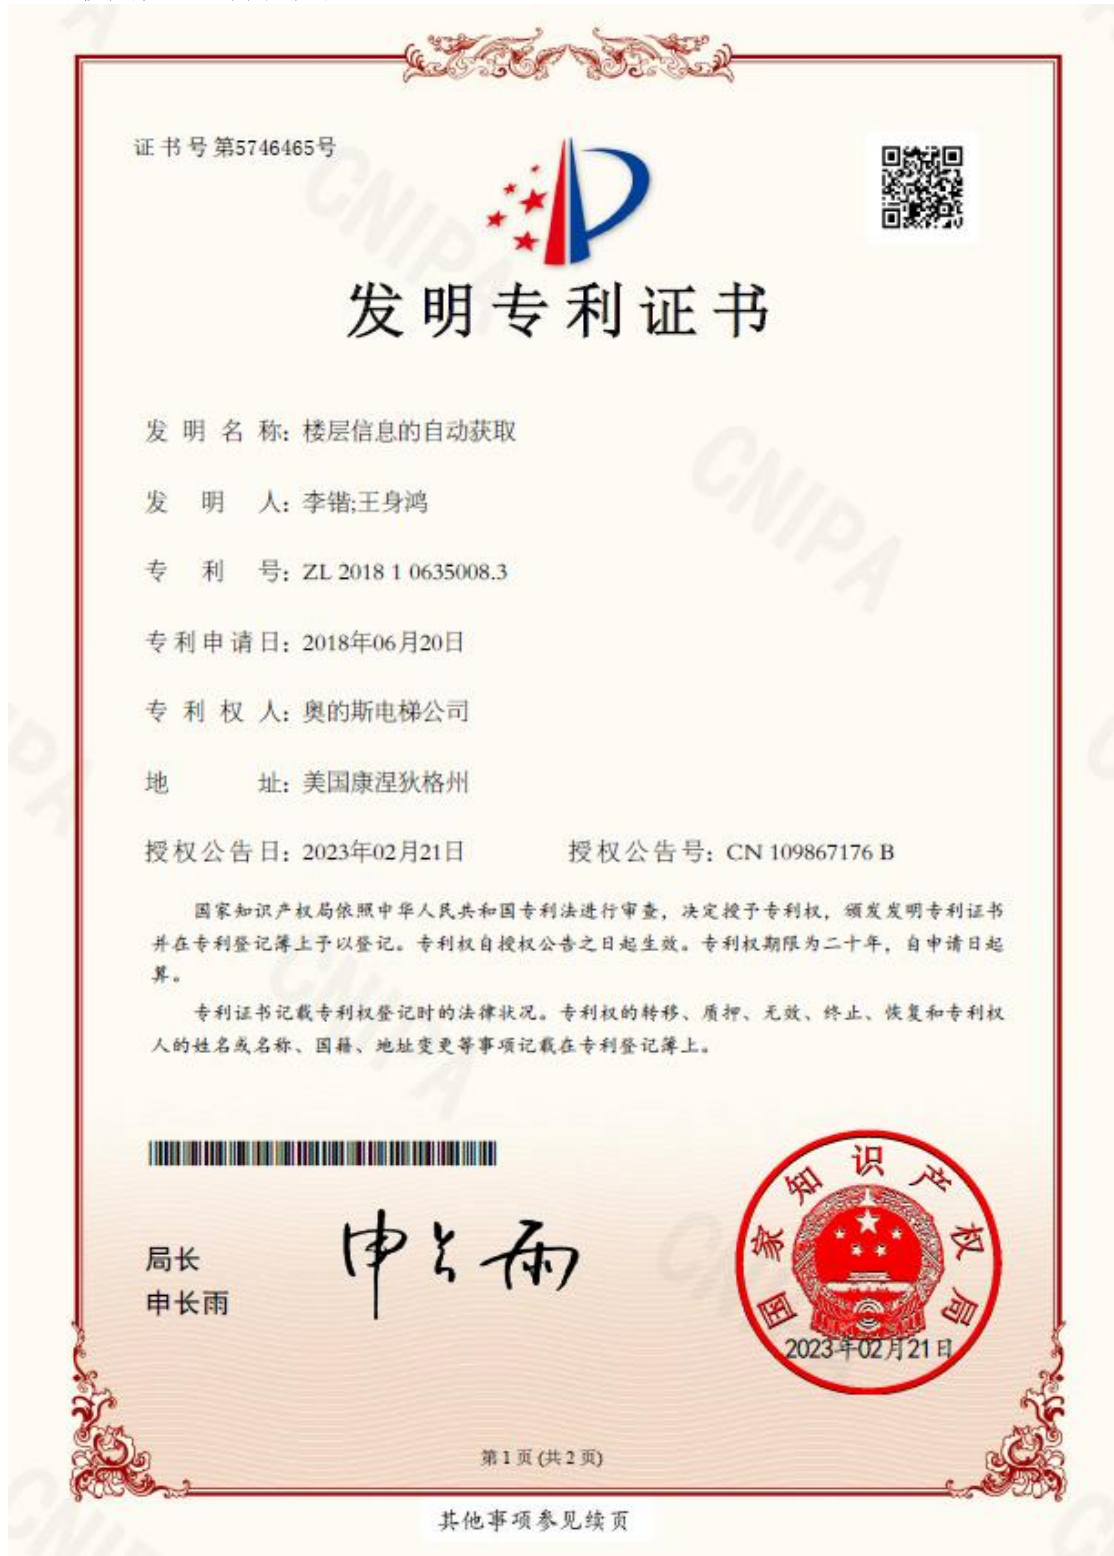 证书号第5746465号
发明专利证书
发明名称：楼层信息的自动获取
发明人：李锴;王身鸿
专利号：ZL 2018 1 0635008.3
专利申请日：2018年06月20日
专利权人：奥的斯电梯公司
地址：美国康涅狄格州
授权公告日：2023年02月21日 授权公告号：CN 109867176 B
国家知识产权局依照中华人民共和国专利法进行审查，决定授予专利权，颁发发明专利证书
并在专利登记簿上予以登记。专利权自授权公告之日起生效。专利权期限为二十年，自申请日起
算。
专利证书记载专利权登记时的法律状况。专利权的转移、质押、无效、终止、恢复和专利权
人的姓名或名称、国籍、地址变更等事项记载在专利登记簿上。
局长
申长雨
申长雨
国家知识产权局
2023年02月21日
第1页(共2页)
其他事项参见续页
CNIPA